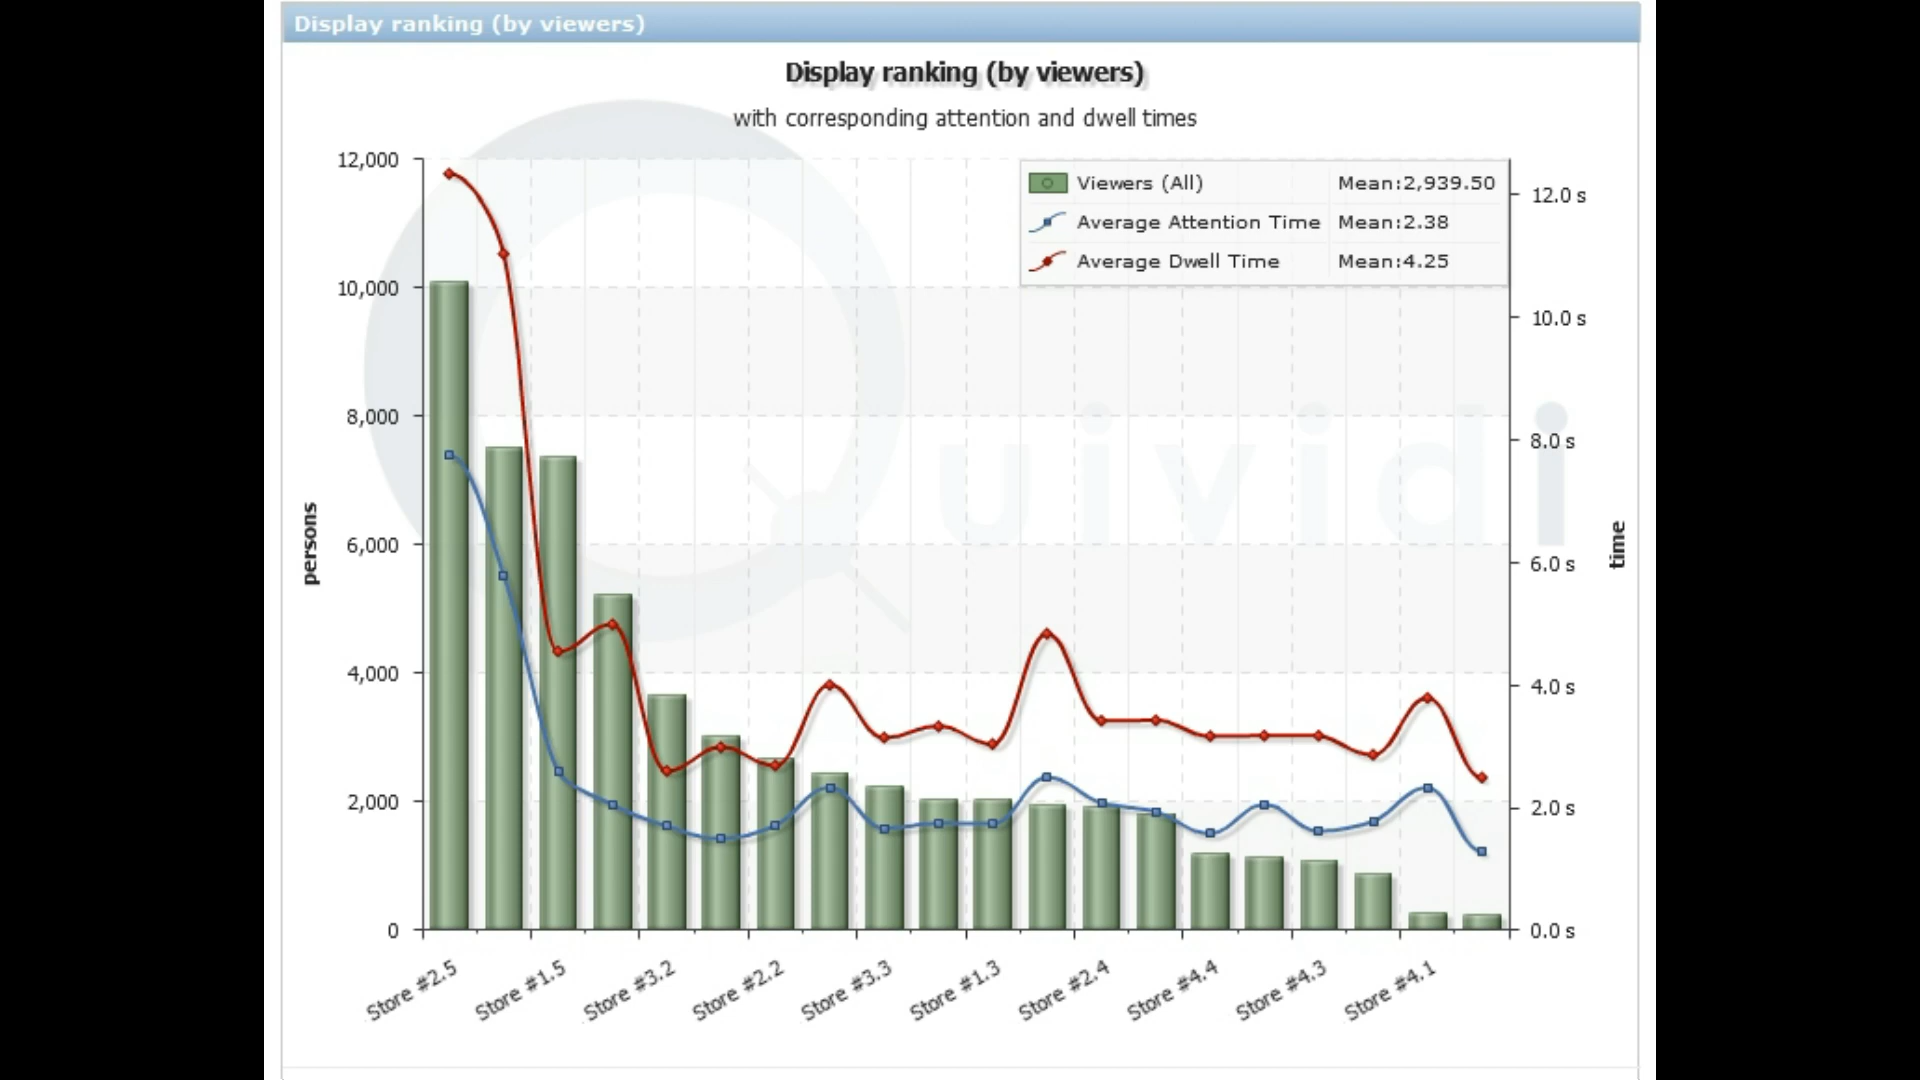 Display ranking (by viewers)
Display ranking (by viewers)
with corresponding attention and dwell times
12,000
10,000
8,000
6,000
4,000
2,000
0
persons
Viewers (All) Mean:2,939.50
Average Attention Time Mean:2.38
Average Dwell Time Mean:4.25
12.0 s
10.0 s
8.0 s
6.0 s
4.0 s
2.0 s
0.0 s
time
Quividi
Store #2.5
Store #1.5
Store #3.2
Store #2.2
Store #3.3
Store #1.3
Store #2.4
Store #4.4
Store #4.3
Store #4.1